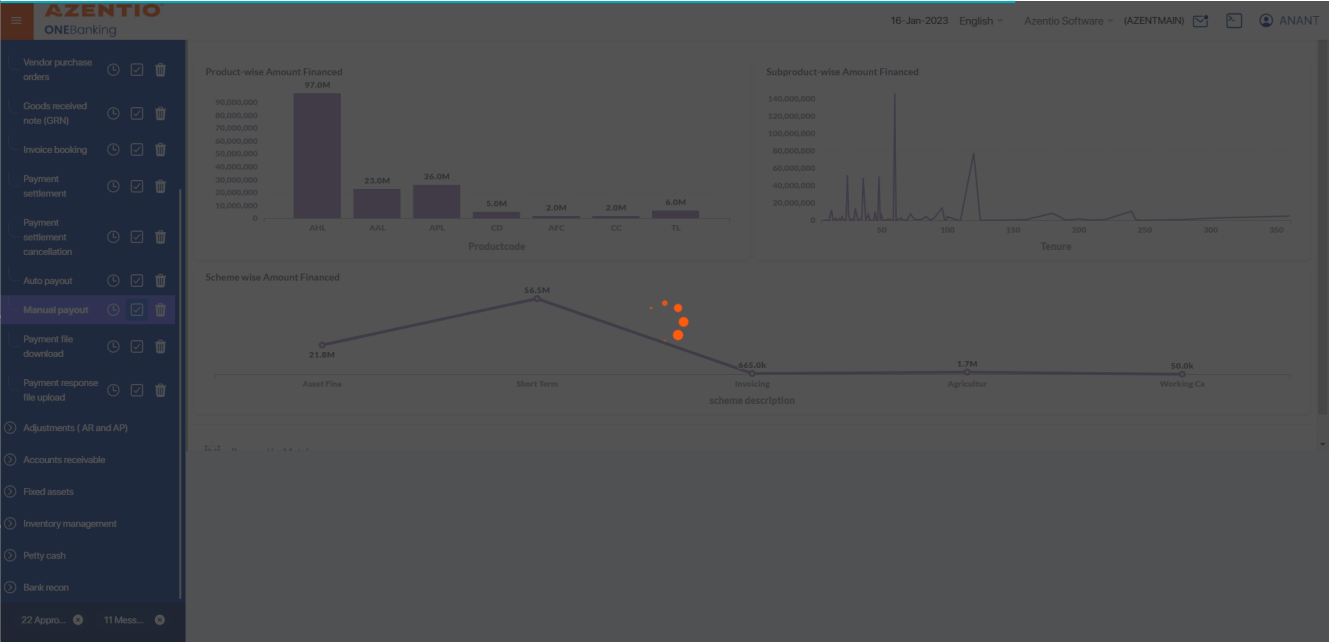 AZENTIO
ONEBanking
16-Jan-2023 English Azentio Software (AZENTMAIN) ANANT
Vendor purchase
orders
Goods received
note (GRN)
Invoice booking
Payment
settlement
Payment
settlement
cancellation
Auto payout
Manual payout
Payment file
download
Payment response
file upload
Adjustments ( AR and AP)
Accounts receivable
Fixed assets
Inventory management
Petty cash
Bank recon
22 Appro... 11 Mess...
Product-wise Amount Financed
97.0M
90,000,000
80,000,000
70,000,000
60,000,000
50,000,000
40,000,000
30,000,000
20,000,000
10,000,000
0
23.0M
26.0M
5.0M
2.0M
2.0M
6.0M
AHL AAL APL CD AFC CC TL
Productcode
Subproduct-wise Amount Financed
140,000,000
120,000,000
100,000,000
80,000,000
60,000,000
40,000,000
20,000,000
0
50 100 150 200 250 300 350
Tenure
Scheme wise Amount Financed
56.5M
21.8M
665.0k
1.7M
50.0k
Asset Fina Short Term Invoicing Agricultur Working Ca
scheme description